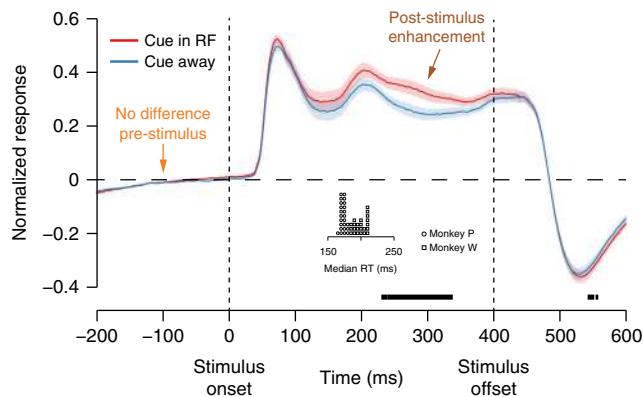 Cue in RF
Cue away
Post-stimulus
enhancement
No difference
pre-stimulus
Normalized response
0.6
0.4
0.2
0
−0.2
−0.4
150
250
Median RT (ms)
Monkey P
Monkey W
−200
−100
0
100
200
300
400
500
600
Stimulus
onset
Time (ms)
Stimulus
offset